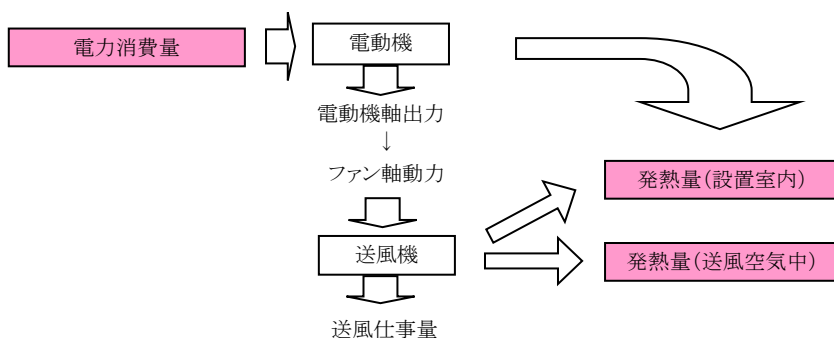 電力消費量
電動機
電動機軸出力
↓
ファン軸動力
発熱量(設置室内)
送風機
発熱量(送風空気中)
送風仕事量